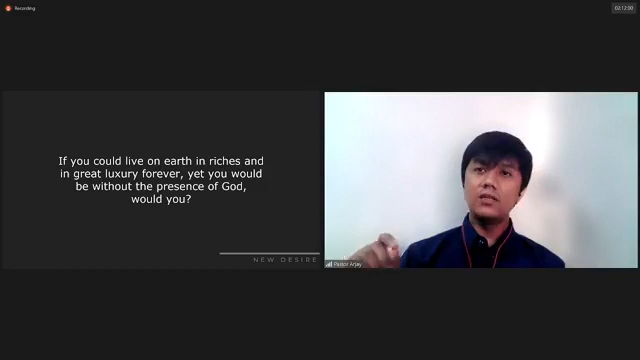 Recording
02:12:00
If you could live on earth in riches and
in great luxury forever, yet you would
be without the presence of God,
would you?
NEW DESIRE
Pastor Arjay